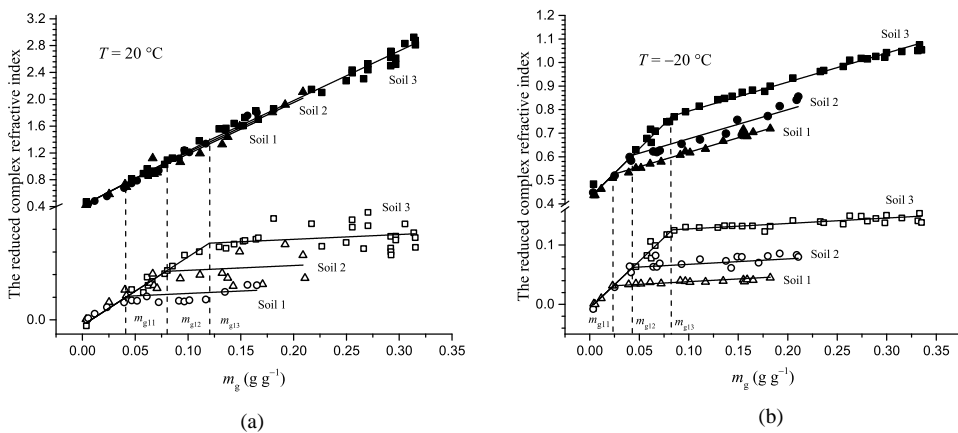 (a)
The reduced complex refractive index
3.2
2.8
2.4
2.0
1.6
1.2
0.8
0.4
0.0
T = 20 °C
Soil 3
Soil 2
Soil 1
Soil 3
Soil 2
Soil 1
mg11 mg12 mg13
0.00 0.05 0.10 0.15 0.20 0.25 0.30 0.35
mg (g g⁻¹)
(a)
(b)
The reduced complex refractive index
1.2
1.1
1.0
0.9
0.8
0.7
0.6
0.5
0.4
0.1
0.0
T = −20 °C
Soil 3
Soil 2
Soil 1
Soil 3
Soil 2
Soil 1
mg11 mg12 mg13
0.00 0.05 0.10 0.15 0.20 0.25 0.30 0.35
mg (g g⁻¹)
(b)